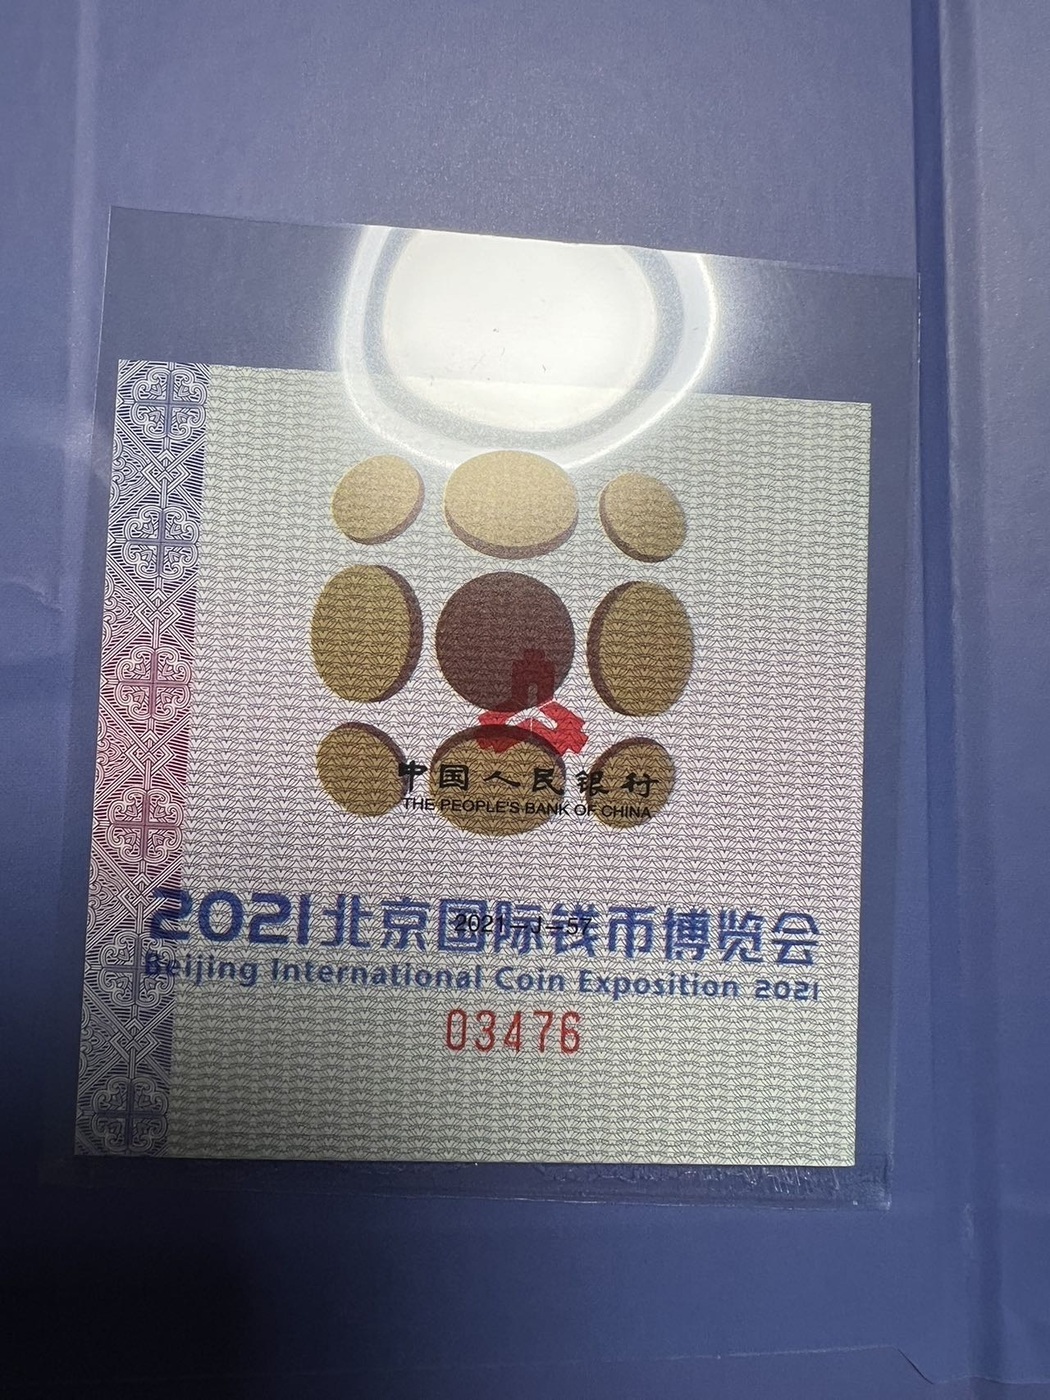 中国人民银行
THE PEOPLE'S BANK OF CHINA
2021北京国际钱币博览会
2021—J—57
Beijing International Coin Exposition 2021
03476